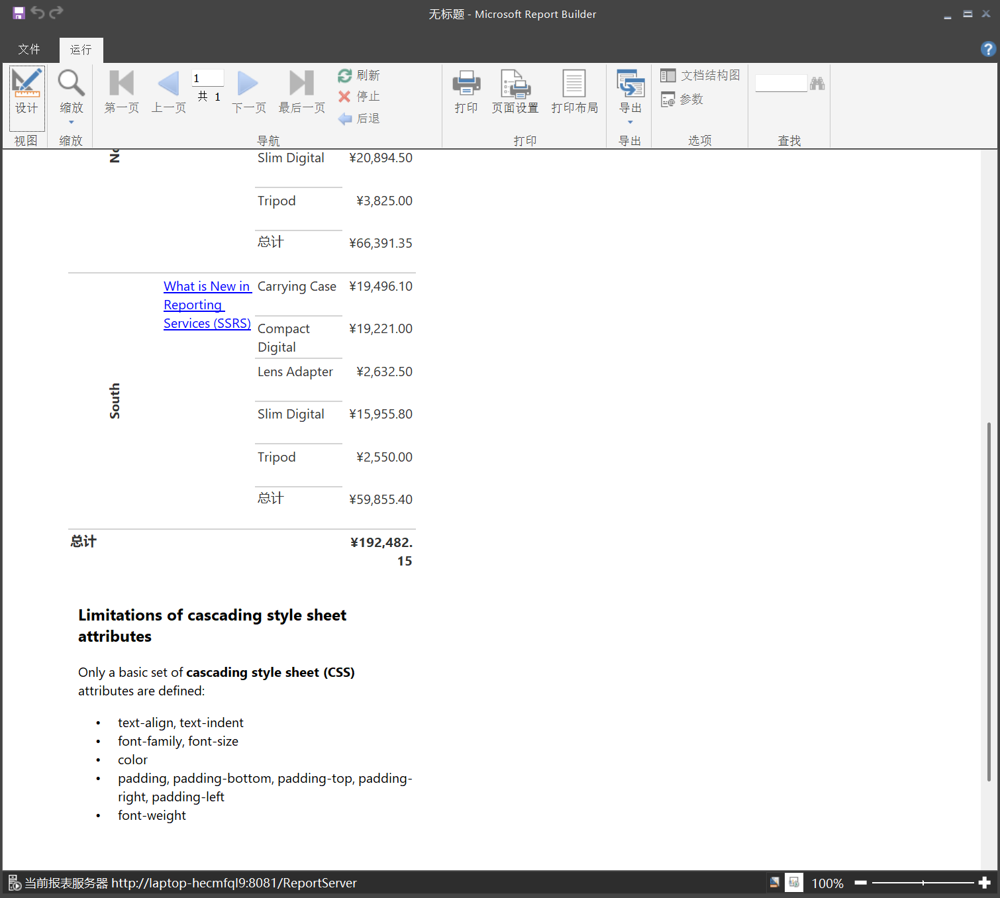 无标题 - Microsoft Report Builder
文件
运行
设计
视图
缩放
缩放
第一页
上一页
1
共 1
下一页
最后一页
刷新
停止
后退
导航
打印
页面设置
打印布局
打印
导出
导出
文档结构图
参数
选项
查找
Slim Digital ¥20,894.50
Tripod ¥3,825.00
总计 ¥66,391.35
South
What is New in
Reporting
Services (SSRS)
Carrying Case ¥19,496.10
Compact ¥19,221.00
Digital
Lens Adapter ¥2,632.50
Slim Digital ¥15,955.80
Tripod ¥2,550.00
总计 ¥59,855.40
总计 ¥192,482.
15
Limitations of cascading style sheet
attributes
Only a basic set of cascading style sheet (CSS)
attributes are defined:
• text-align, text-indent
• font-family, font-size
• color
• padding, padding-bottom, padding-top, padding-
right, padding-left
• font-weight
当前报表服务器 http://laptop-hecmfql9:8081/ReportServer
100%